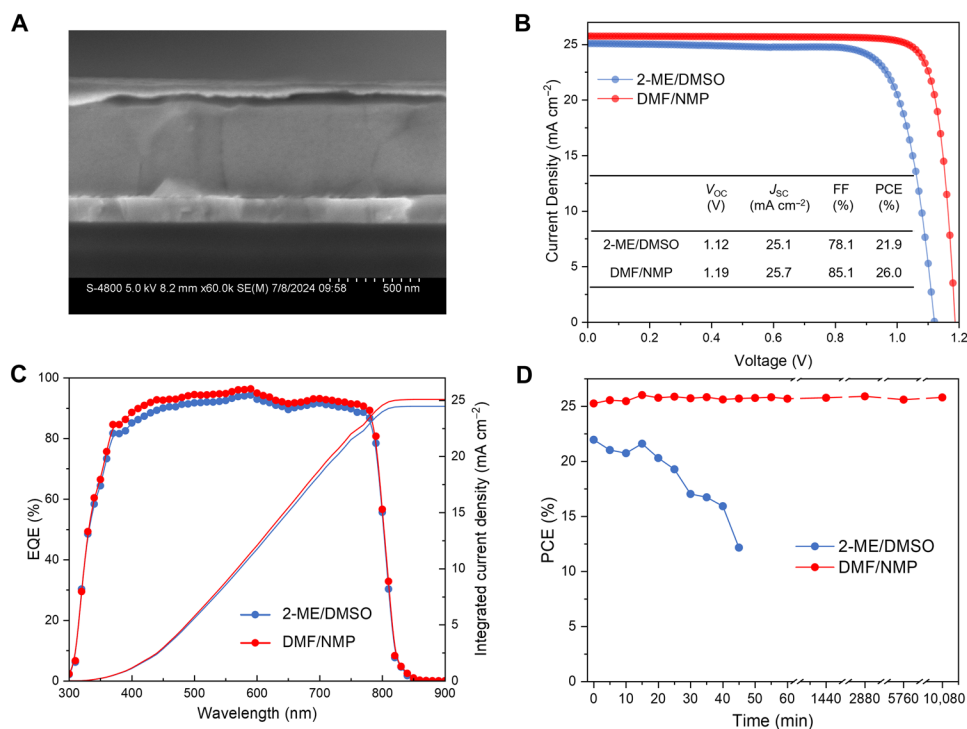 A
S-4800 5.0 kV 8.2 mm x60.0k SE(M) 7/8/2024 09:58
500 nm
B
Current Density (mA cm⁻²)
25
20
15
10
5
0
2-ME/DMSO
DMF/NMP
V_OC (V) J_SC (mA cm⁻²) FF (%) PCE (%)
2-ME/DMSO 1.12 25.1 78.1 21.9
DMF/NMP 1.19 25.7 85.1 26.0
0.0 0.2 0.4 0.6 0.8 1.0 1.2
Voltage (V)
C
EQE (%)
100
80
60
40
20
0
2-ME/DMSO
DMF/NMP
25
20
15
10
5
0
Integrated current density (mA cm⁻²)
300 400 500 600 700 800 900
Wavelength (nm)
D
PCE (%)
25
20
15
10
5
0
2-ME/DMSO
DMF/NMP
0 10 20 30 40 50 60 1440 2880 5760 10,080
Time (min)